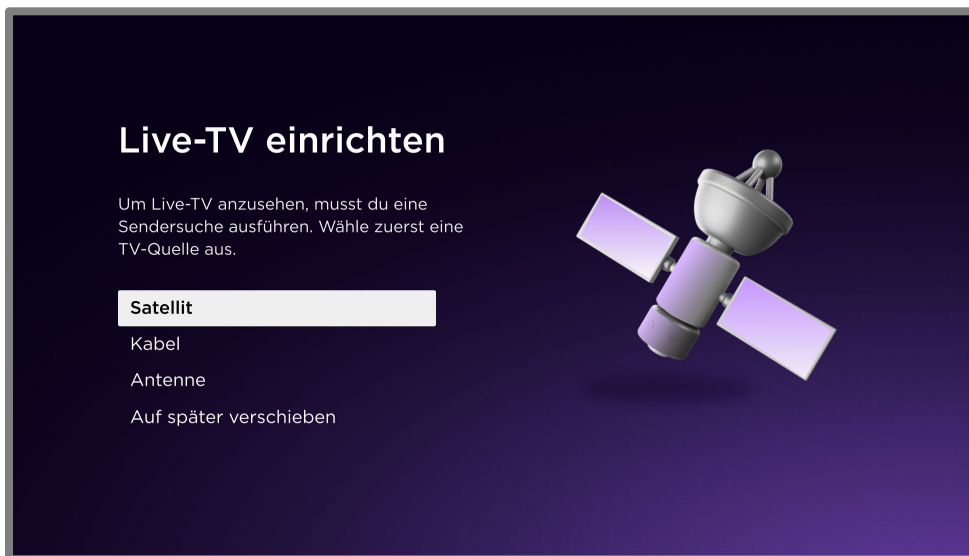 Live-TV einrichten
Um Live-TV anzusehen, musst du eine
Sendersuche ausführen. Wähle zuerst eine
TV-Quelle aus.
Satellit
Kabel
Antenne
Auf später verschieben